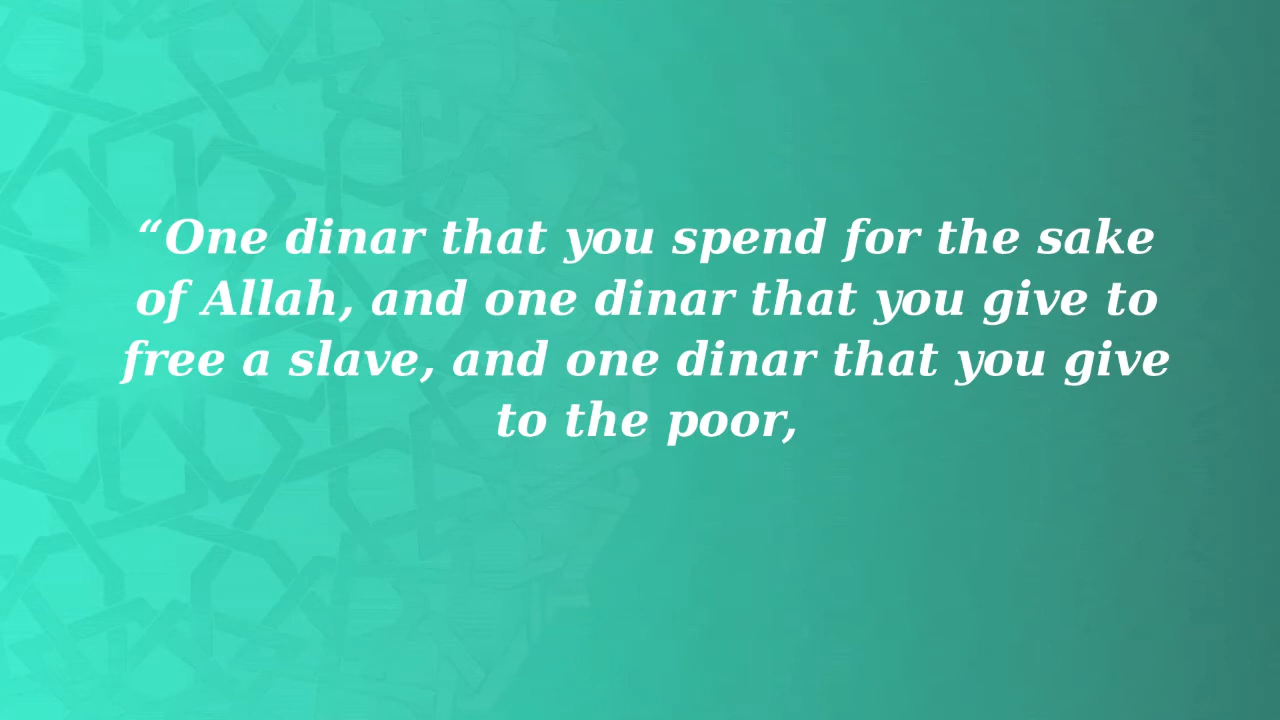 “One dinar that you spend for the sake
of Allah, and one dinar that you give to
free a slave, and one dinar that you give
to the poor,